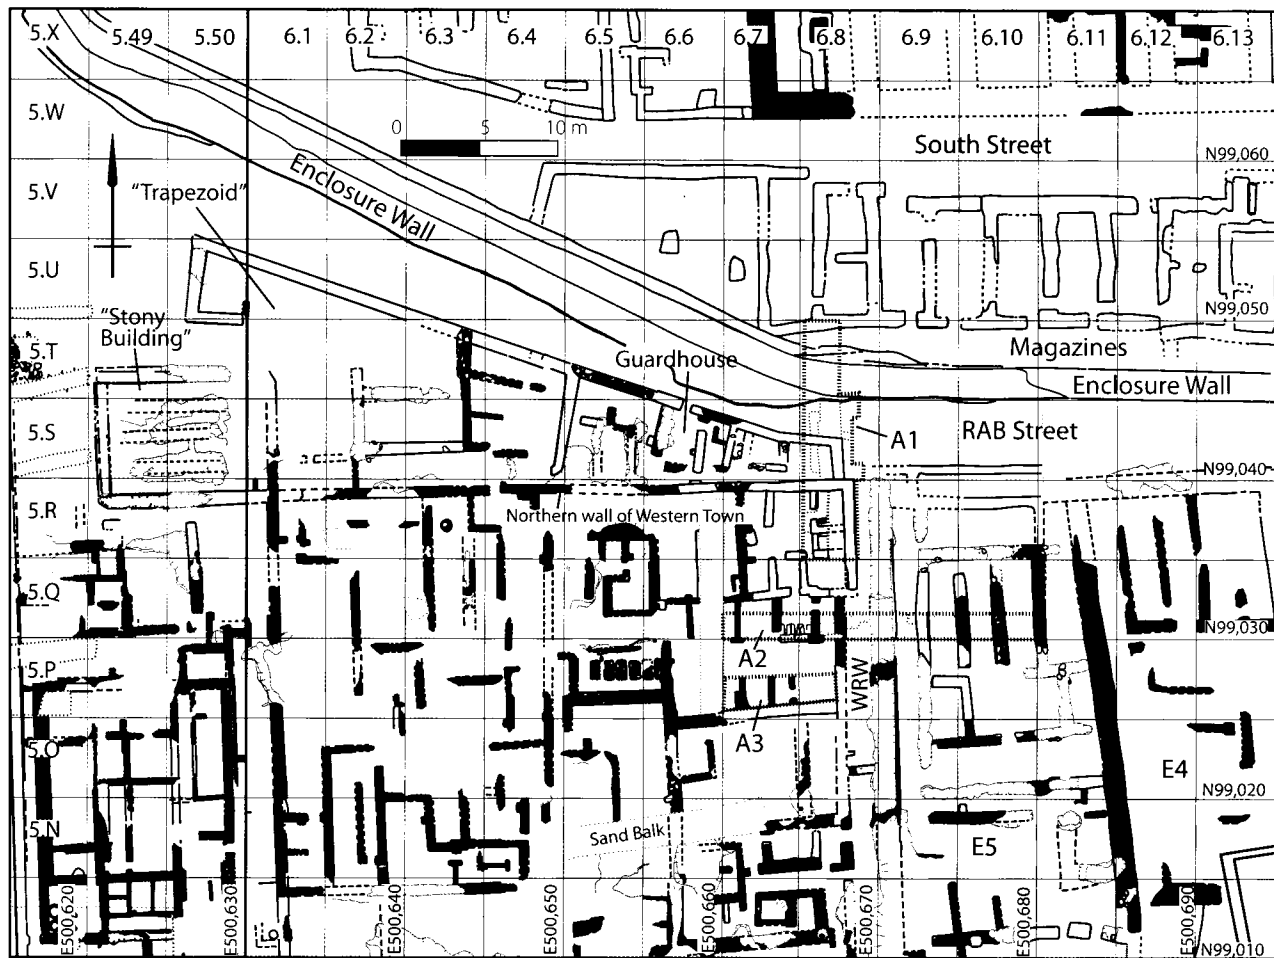 5.X 5.49 5.50 6.1 6.2 6.3 6.4 6.5 6.6 6.7 6.8 6.9 6.10 6.11 6.12 6.13
5.W
0 5 10 m
South Street
N99,060
Enclosure Wall
5.V
"Trapezoid"
5.U
N99,050
"Stony
Building"
5.T
Guardhouse
Magazines
Enclosure Wall
5.S
A1
RAB Street
N99,040
5.R
Northern wall of Western Town
5.Q
N99,030
5.P
A2
WRW
A3
5.O
E4
N99,020
5.N
Sand Balk
E5
E500,620
E500,630
E500,640
E500,650
E500,660
E500,670
E500,680
E500,690
N99,010